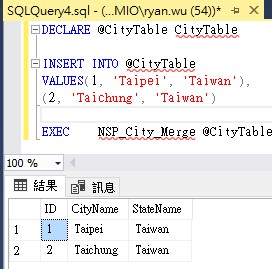 SQLQuery4.sql - (...MIO\ryan.wu (54))*
DECLARE @CityTable CityTable
INSERT INTO @CityTable
VALUES(1, 'Taipei', 'Taiwan'),
(2, 'Taichung', 'Taiwan')
EXEC NSP_City_Merge @CityTable
100 %
結果 訊息
ID CityName StateName
1 1 Taipei Taiwan
2 2 Taichung Taiwan